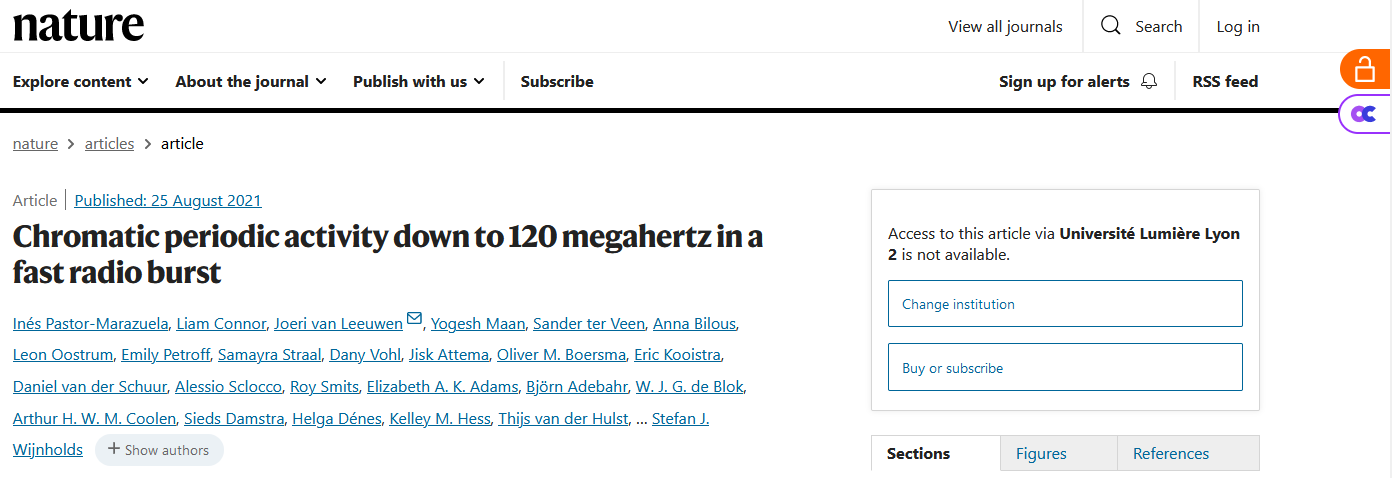 nature
View all journals
Search
Log in
Explore content
About the journal
Publish with us
Subscribe
Sign up for alerts
RSS feed
nature > articles > article
Article | Published: 25 August 2021
Chromatic periodic activity down to 120 megahertz in a
fast radio burst
Inés Pastor-Marazuela, Liam Connor, Joeri van Leeuwen, Yogesh Maan, Sander ter Veen, Anna Bilous,
Leon Oostrum, Emily Petroff, Samayra Straal, Dany Vohl, Jisk Attema, Oliver M. Boersma, Eric Kooistra,
Daniel van der Schuur, Alessio Sclocco, Roy Smits, Elizabeth A. K. Adams, Björn Adebahr, W. J. G. de Blok,
Arthur H. W. M. Coolen, Sieds Damstra, Helga Dénes, Kelley M. Hess, Thijs van der Hulst, ... Stefan J.
Wijnholds + Show authors
Access to this article via Université Lumière Lyon
2 is not available.
Change institution
Buy or subscribe
Sections
Figures
References